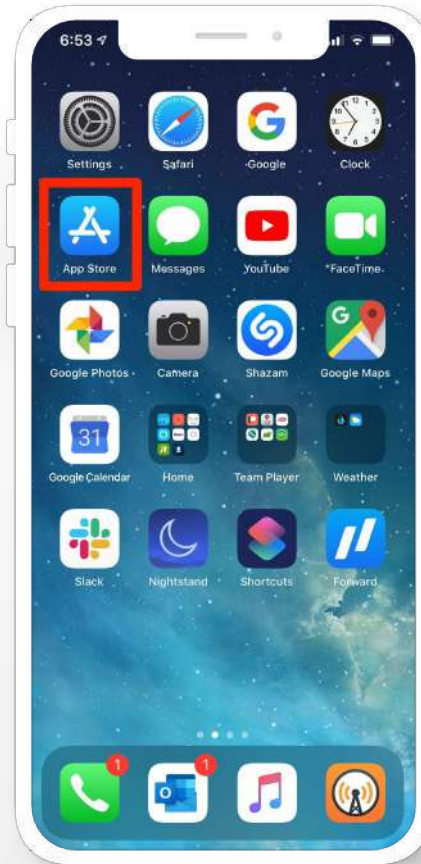 6:53
Settings Safari Google Clock
App Store Messages YouTube FaceTime
G
Google Photos Camera Shazam Google Maps
31
Google Calendar Home Team Player Weather
Slack Nightstand Shortcuts Forward
1 1